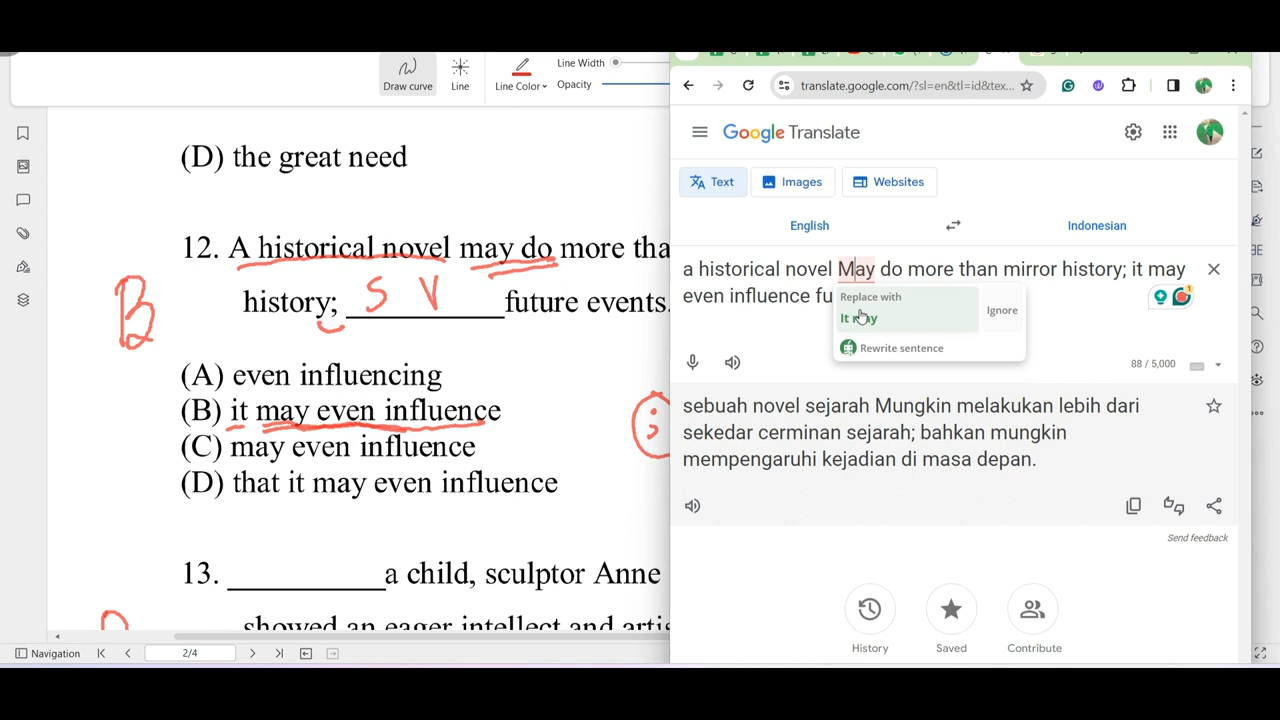 Draw curve
Line
Line Color
Line Width
Opacity
(D) the great need
12. A historical novel may do more tha
history; ____________ future events.
S V
B
(A) even influencing
(B) it may even influence
(C) may even influence
(D) that it may even influence
;
13. ____________ a child, sculptor Anne
showed an eager intellect and artis
Navigation
2/4
translate.google.com/?sl=en&tl=id&tex...
Google Translate
Text
Images
Websites
English
Indonesian
a historical novel May do more than mirror history; it may
even influence fu
Replace with
It may
Ignore
Rewrite sentence
1
88 / 5,000
sebuah novel sejarah Mungkin melakukan lebih dari
sekedar cerminan sejarah; bahkan mungkin
mempengaruhi kejadian di masa depan.
Send feedback
History
Saved
Contribute